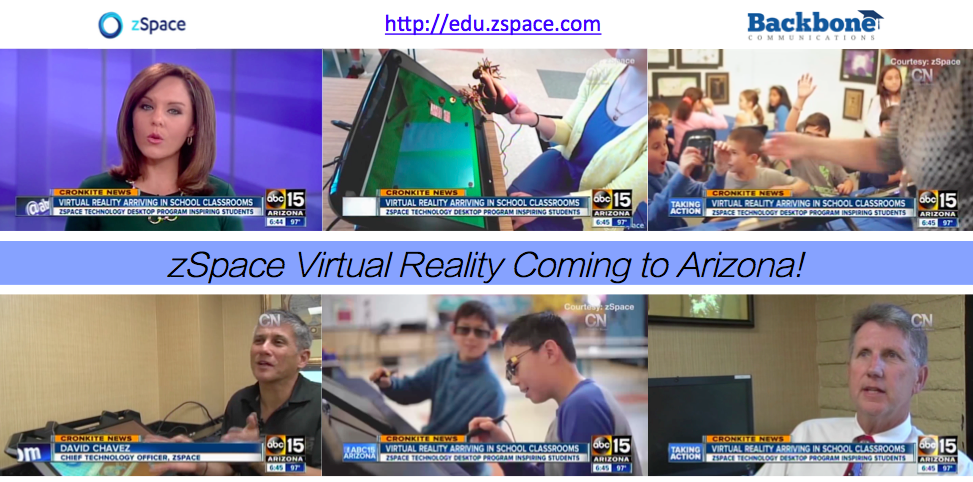 zSpace
http://edu.zspace.com
Backbone
COMMUNICATIONS
CRONKITE NEWS
VIRTUAL REALITY ARRIVING IN SCHOOL CLASSROOMS
ZSPACE TECHNOLOGY DESKTOP PROGRAM INSPIRING STUDENTS
abc 15
ARIZONA
6:44 97°
CRONKITE NEWS
VIRTUAL REALITY ARRIVING IN SCHOOL CLASSROOMS
ZSPACE TECHNOLOGY DESKTOP PROGRAM INSPIRING STUDENTS
abc 15
ARIZONA
6:45 97°
Courtesy: zSpace
CN
CRONKITE NEWS
TAKING ACTION
VIRTUAL REALITY ARRIVING IN SCHOOL CLASSROOMS
ZSPACE TECHNOLOGY DESKTOP PROGRAM INSPIRING STUDENTS
abc 15
ARIZONA
6:45 97°
zSpace Virtual Reality Coming to Arizona!
CN
CRONKITE NEWS
DAVID CHAVEZ
CHIEF TECHNOLOGY OFFICER, ZSPACE
abc 15
ARIZONA
6:45 97°
Courtesy: zSpace
CN
CRONKITE NEWS
ABC15 ARIZONA
VIRTUAL REALITY ARRIVING IN SCHOOL CLASSROOMS
ZSPACE TECHNOLOGY DESKTOP PROGRAM INSPIRING STUDENTS
abc 15
ARIZONA
6:45 97°
CN
CRONKITE NEWS
TAKING ACTION
VIRTUAL REALITY ARRIVING IN SCHOOL CLASSROOMS
ZSPACE TECHNOLOGY DESKTOP PROGRAM INSPIRING STUDENTS
abc 15
ARIZONA
6:45 97°